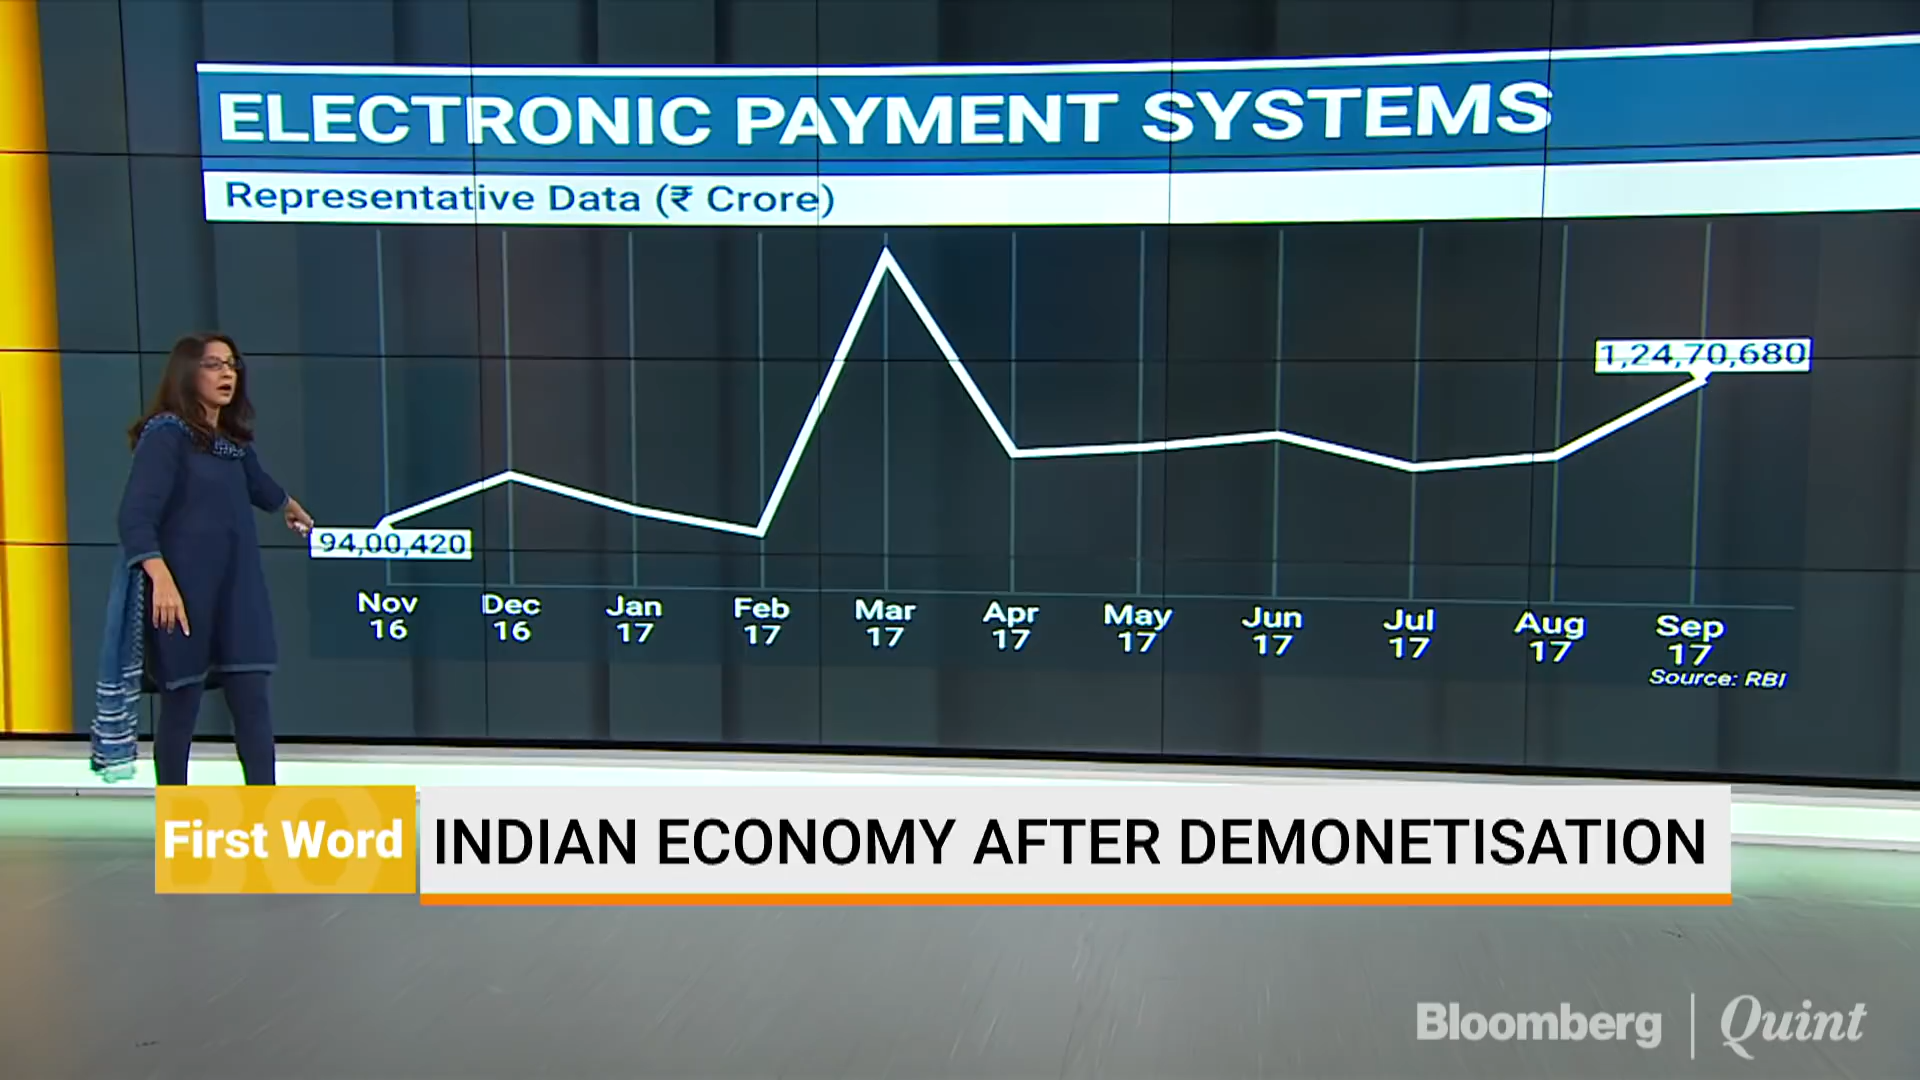 ELECTRONIC PAYMENT SYSTEMS
Representative Data (₹ Crore)
1,24,70,680
94,00,420
Nov Dec Jan Feb Mar Apr May Jun Jul Aug Sep
16 16 17 17 17 17 17 17 17 17 17
Source: RBI
First Word INDIAN ECONOMY AFTER DEMONETISATION
Bloomberg | Quint